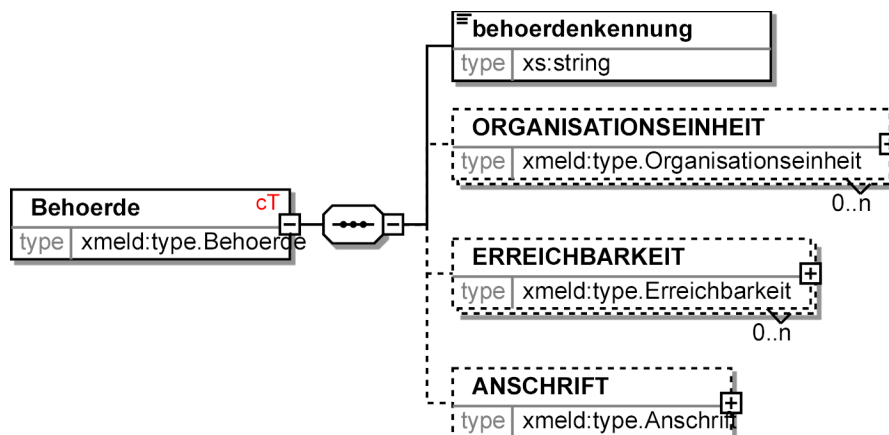 behoerdenkennung
type xs:string
ORGANISATIONSEINHEIT
type xmeld:type.Organisationseinheit
0..n
Behoerde cT
type xmeld:type.Behoerde
ERREICHBARKEIT
type xmeld:type.Erreichbarkeit
0..n
ANSCHRIFT
type xmeld:type.Anschrift